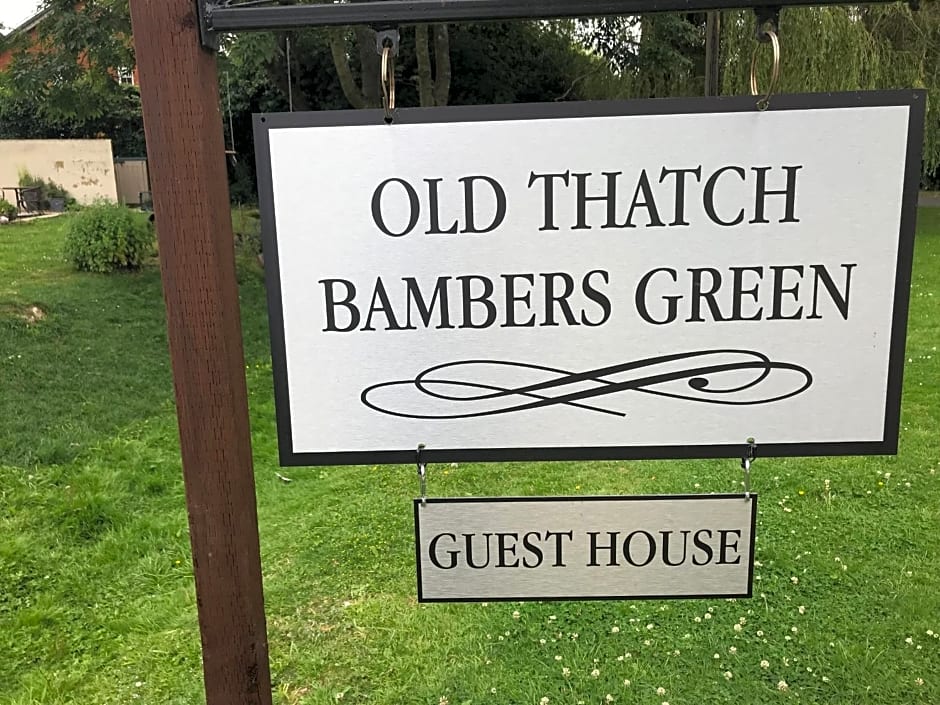 OLD THATCH
BAMBERS GREEN
GUEST HOUSE